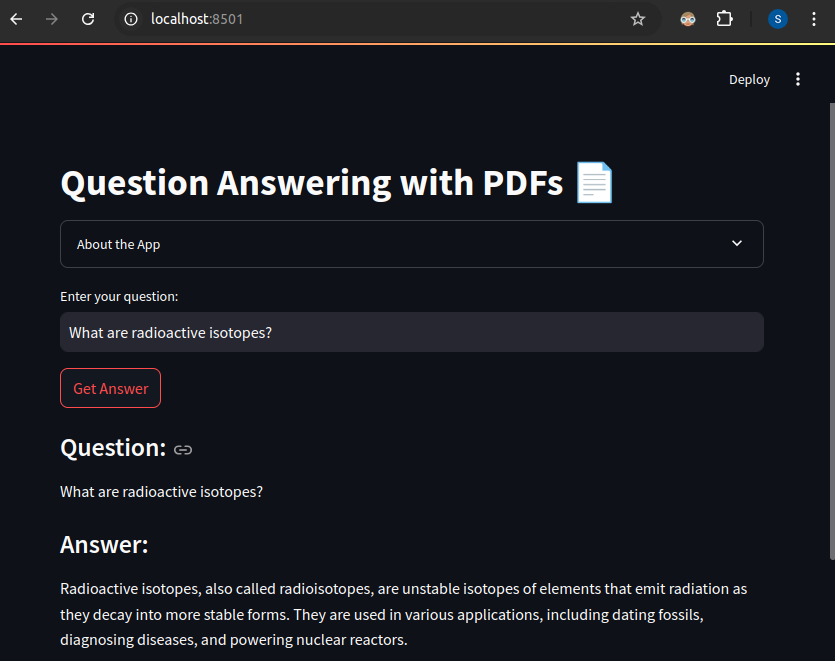 localhost:8501
S
Deploy
Question Answering with PDFs
About the App
Enter your question:
What are radioactive isotopes?
Get Answer
Question:
What are radioactive isotopes?
Answer:
Radioactive isotopes, also called radioisotopes, are unstable isotopes of elements that emit radiation as
they decay into more stable forms. They are used in various applications, including dating fossils,
diagnosing diseases, and powering nuclear reactors.